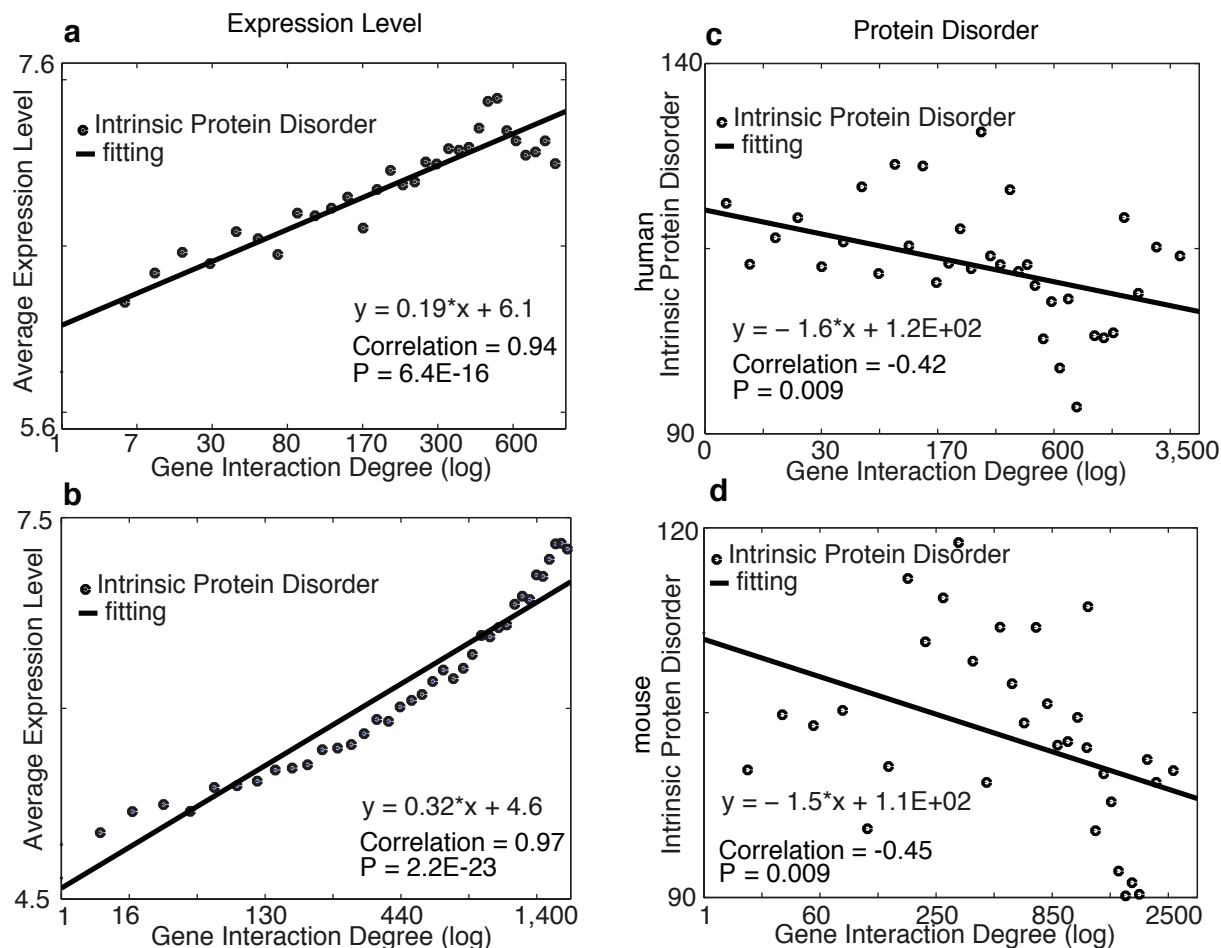 a
Expression Level
7.6
Average Expression Level
Intrinsic Protein Disorder
fitting
y = 0.19*x + 6.1
Correlation = 0.94
P = 6.4E-16
5.6
1 7 30 80 170 300 600
Gene Interaction Degree (log)
b
7.5
Average Expression Level
Intrinsic Protein Disorder
fitting
y = 0.32*x + 4.6
Correlation = 0.97
P = 2.2E-23
4.5
1 16 130 440 1,400
Gene Interaction Degree (log)
c
Protein Disorder
140
human
Intrinsic Protein Disorder
Intrinsic Protein Disorder
fitting
y = − 1.6*x + 1.2E+02
Correlation = -0.42
P = 0.009
90
0 30 170 600 3,500
Gene Interaction Degree (log)
d
120
mouse
Intrinsic Proten Disorder
Intrinsic Protein Disorder
fitting
y = − 1.5*x + 1.1E+02
Correlation = -0.45
P = 0.009
90
1 60 250 850 2500
Gene Interaction Degree (log)